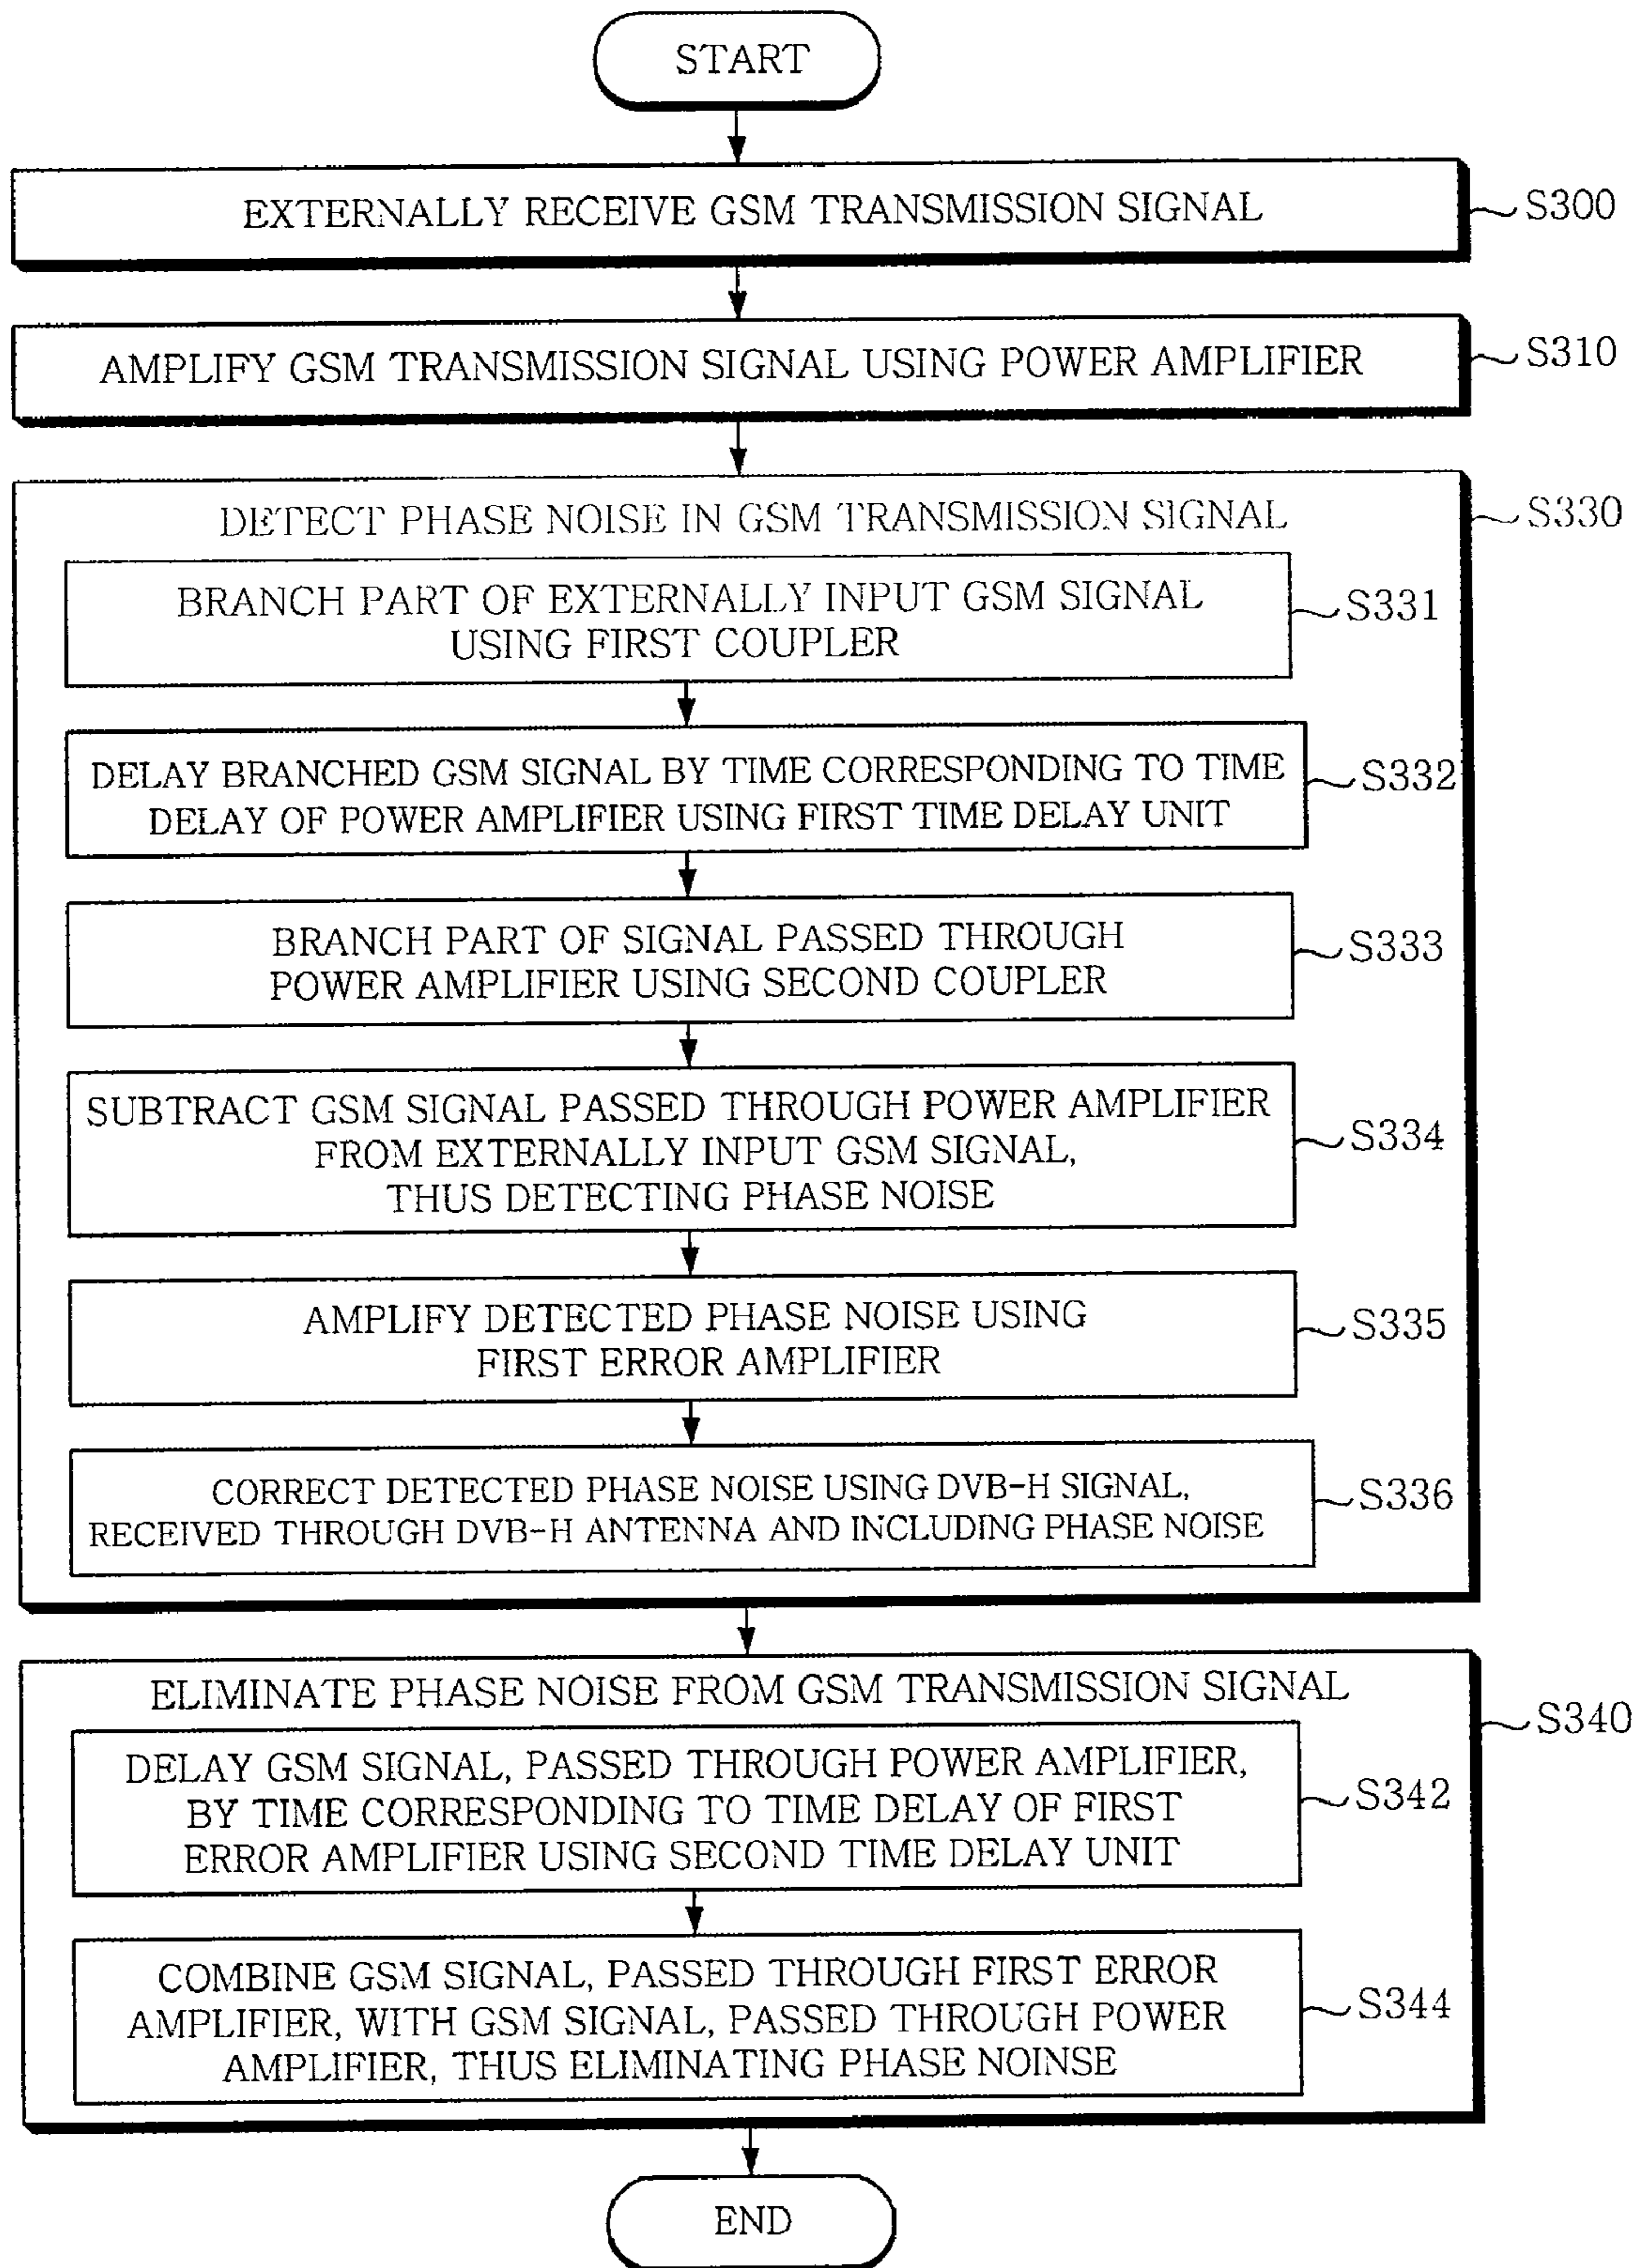 START
EXTERNALLY RECEIVE GSM TRANSMISSION SIGNAL
S300
AMPLIFY GSM TRANSMISSION SIGNAL USING POWER AMPLIFIER
S310
DETECT PHASE NOISE IN GSM TRANSMISSION SIGNAL
S330
BRANCH PART OF EXTERNALLY INPUT GSM SIGNAL
USING FIRST COUPLER
S331
DELAY BRANCHED GSM SIGNAL BY TIME CORRESPONDING TO TIME
DELAY OF POWER AMPLIFIER USING FIRST TIME DELAY UNIT
S332
BRANCH PART OF SIGNAL PASSED THROUGH
POWER AMPLIFIER USING SECOND COUPLER
S333
SUBTRACT GSM SIGNAL PASSED THROUGH POWER AMPLIFIER
FROM EXTERNALLY INPUT GSM SIGNAL,
THUS DETECTING PHASE NOISE
S334
AMPLIFY DETECTED PHASE NOISE USING
FIRST ERROR AMPLIFIER
S335
CORRECT DETECTED PHASE NOISE USING DVB-H SIGNAL,
RECEIVED THROUGH DVB-H ANTENNA AND INCLUDING PHASE NOISE
S336
ELIMINATE PHASE NOISE FROM GSM TRANSMISSION SIGNAL
S340
DELAY GSM SIGNAL, PASSED THROUGH POWER AMPLIFIER,
BY TIME CORRESPONDING TO TIME DELAY OF FIRST
ERROR AMPLIFIER USING SECOND TIME DELAY UNIT
S342
COMBINE GSM SIGNAL, PASSED THROUGH FIRST ERROR
AMPLIFIER, WITH GSM SIGNAL, PASSED THROUGH POWER
AMPLIFIER, THUS ELIMINATING PHASE NOINSE
S344
END